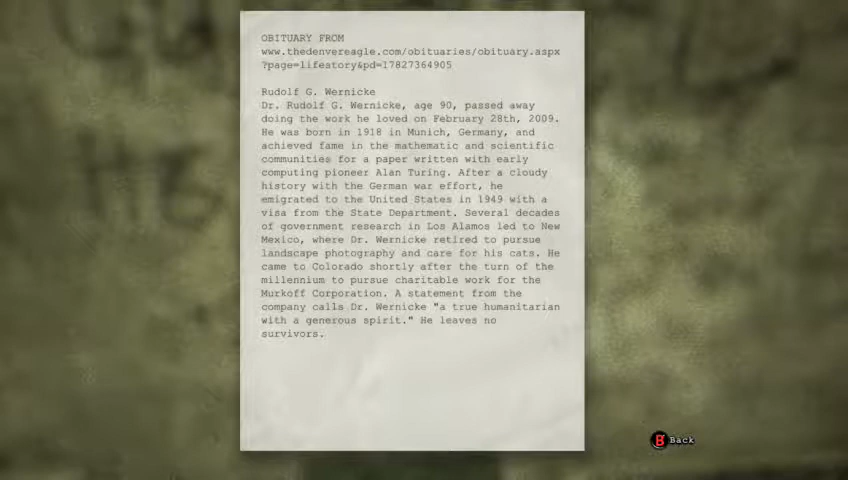 OBITUARY FROM
www.thedenvereagle.com/obituaries/obituary.aspx
?page=lifestory&pd=17827364905
Rudolf G. Wernicke
Dr. Rudolf G. Wernicke, age 90, passed away
doing the work he loved on February 28th, 2009.
He was born in 1918 in Munich, Germany, and
achieved fame in the mathematic and scientific
communities for a paper written with early
computing pioneer Alan Turing. After a cloudy
history with the German war effort, he
emigrated to the United States in 1949 with a
visa from the State Department. Several decades
of government research in Los Alamos led to New
Mexico, where Dr. Wernicke retired to pursue
landscape photography and care for his cats. He
came to Colorado shortly after the turn of the
millennium to pursue charitable work for the
Murkoff Corporation. A statement from the
company calls Dr. Wernicke "a true humanitarian
with a generous spirit." He leaves no
survivors.
B Back